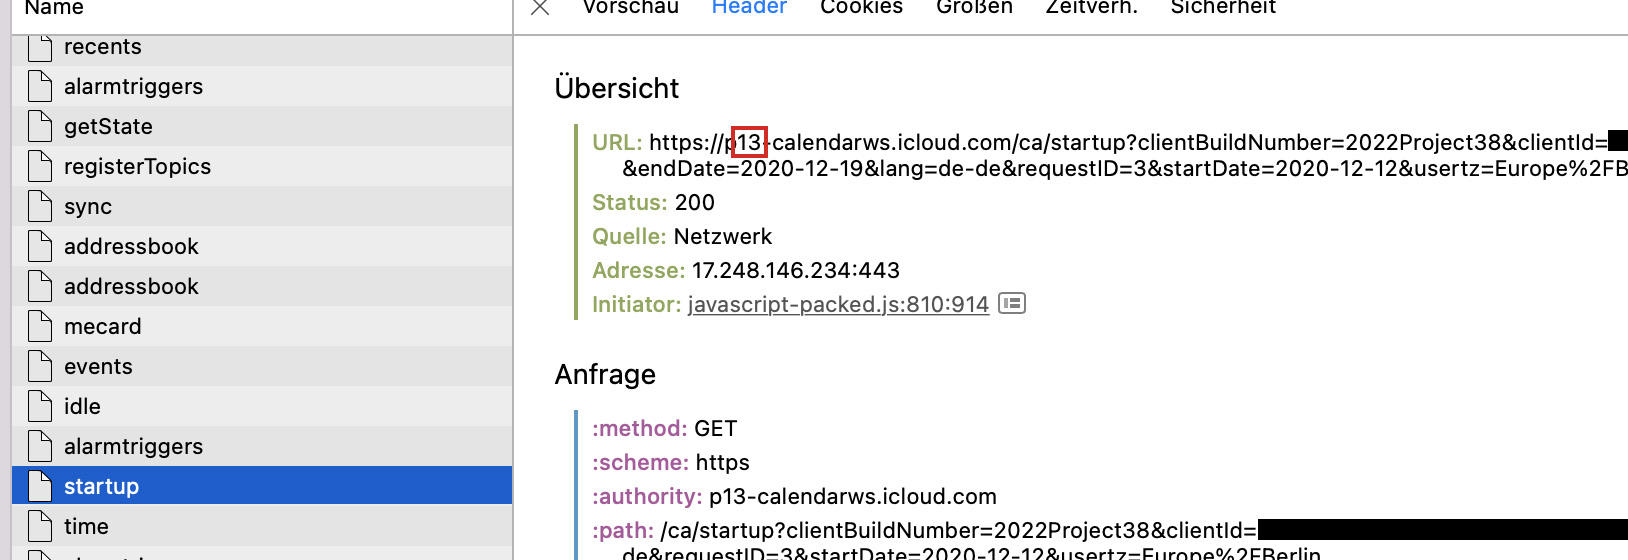 Name
recents
alarmtriggers
getState
registerTopics
sync
addressbook
addressbook
mecard
events
idle
alarmtriggers
startup
time
Vorschau Header Cookies Größen Zeitverh. Sicherheit
Übersicht
URL: https://p13-calendarws.icloud.com/ca/startup?clientBuildNumber=2022Project38&clientId=
&endDate=2020-12-19&lang=de-de&requestID=3&startDate=2020-12-12&usertz=Europe%2FB
Status: 200
Quelle: Netzwerk
Adresse: 17.248.146.234:443
Initiator: javascript-packed.js:810:914
Anfrage
:method: GET
:scheme: https
:authority: p13-calendarws.icloud.com
:path: /ca/startup?clientBuildNumber=2022Project38&clientId=
de&requestID=3&startDate=2020-12-12&usertz=Europe%2FBerlin